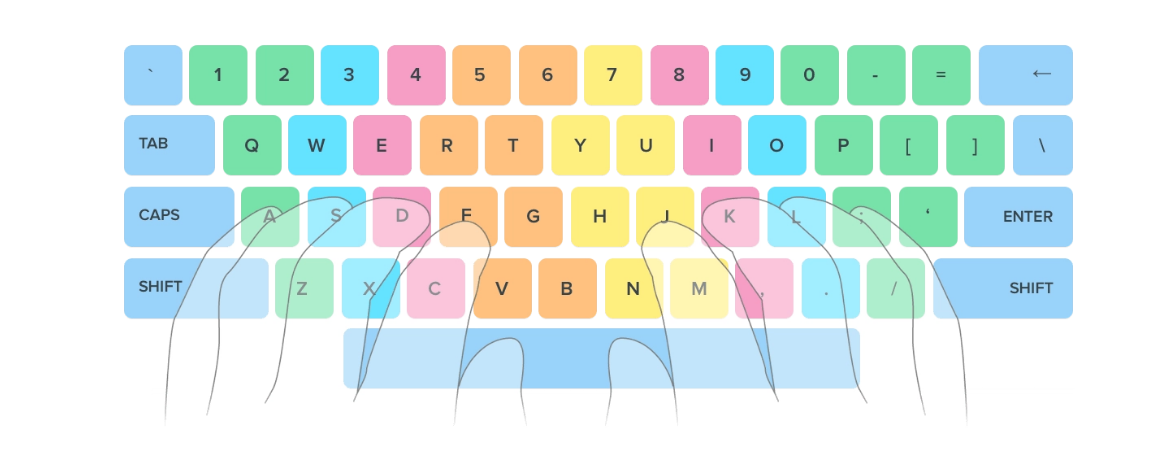 ` 1 2 3 4 5 6 7 8 9 0 - = ←
TAB Q W E R T Y U I O P [ ] \
CAPS A S D F G H J K L ; ‘ ENTER
SHIFT Z X C V B N M , . / SHIFT